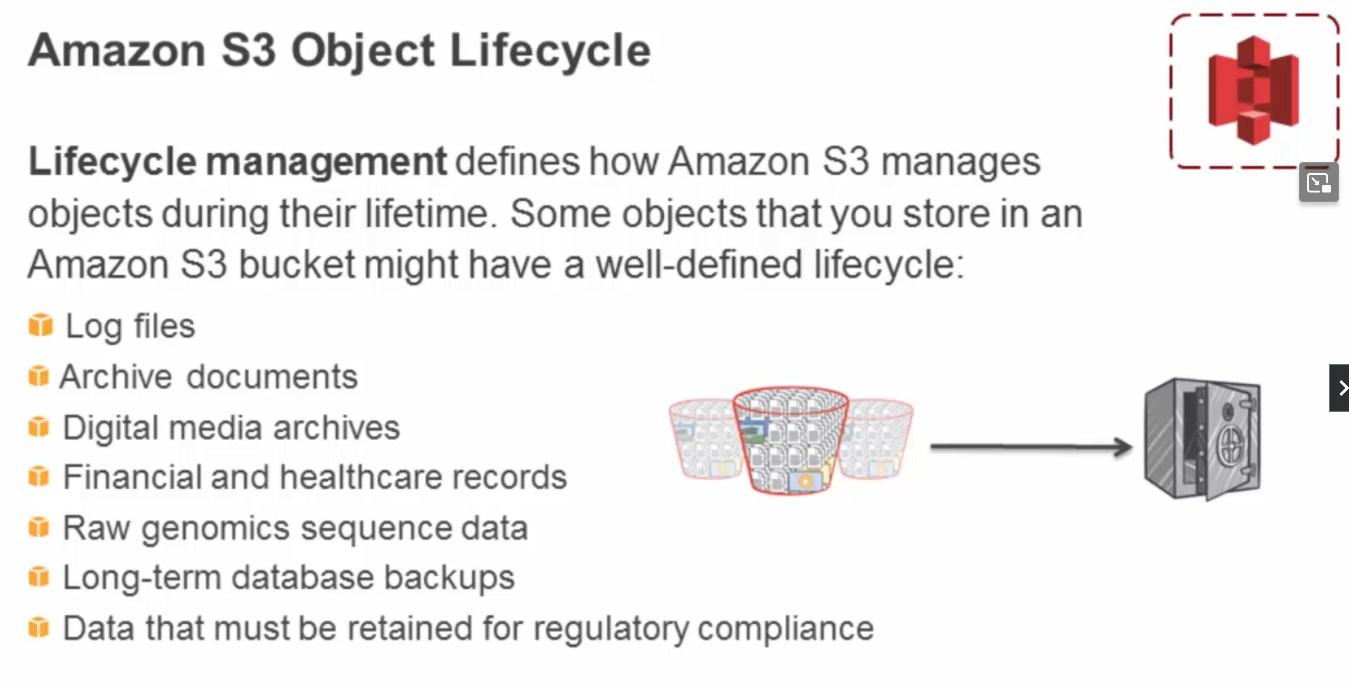 Amazon S3 Object Lifecycle
Lifecycle management defines how Amazon S3 manages
objects during their lifetime. Some objects that you store in an
Amazon S3 bucket might have a well-defined lifecycle:
Log files
Archive documents
Digital media archives
Financial and healthcare records
Raw genomics sequence data
Long-term database backups
Data that must be retained for regulatory compliance